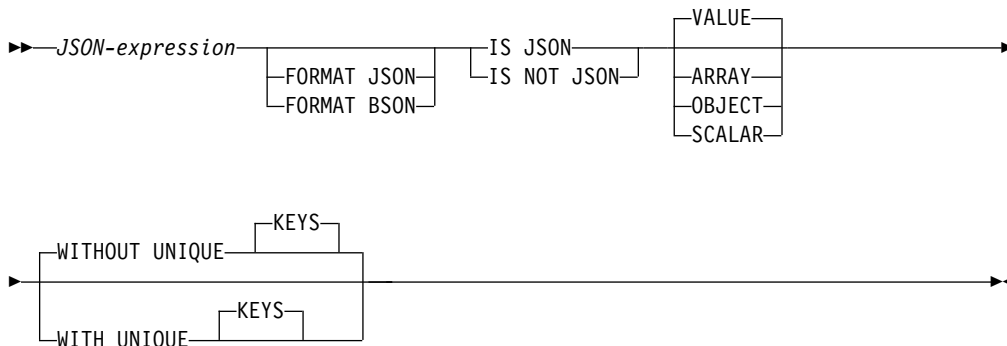 VALUE
JSON-expression IS JSON
FORMAT JSON IS NOT JSON ARRAY
FORMAT BSON OBJECT
SCALAR
KEYS
WITHOUT UNIQUE
KEYS
WITH UNIQUE